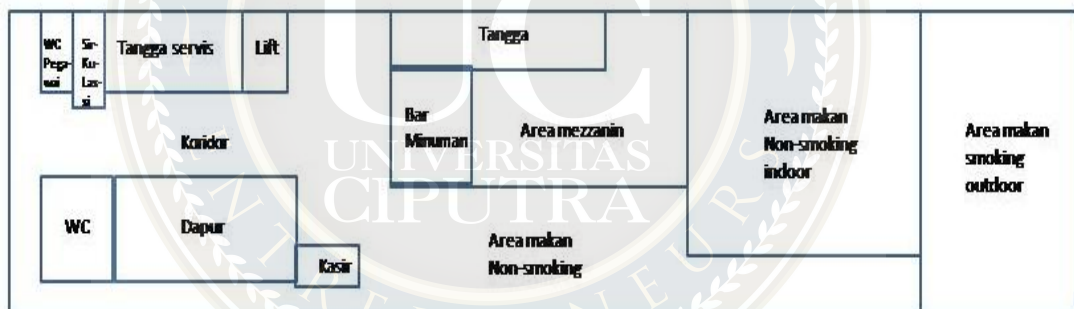 WC
Pega-
wai
Sir-
Ku-
Las-
si
Tangga servis
Lift
Tangga
Bar
Minuman
Area mezzanin
Area makan
Non-smoking
indoor
Area makan
smoking
outdoor
Koridor
WC
Dapur
Kasir
Area makan
Non-smoking
UC
UNIVERSITAS
CIPUTRA